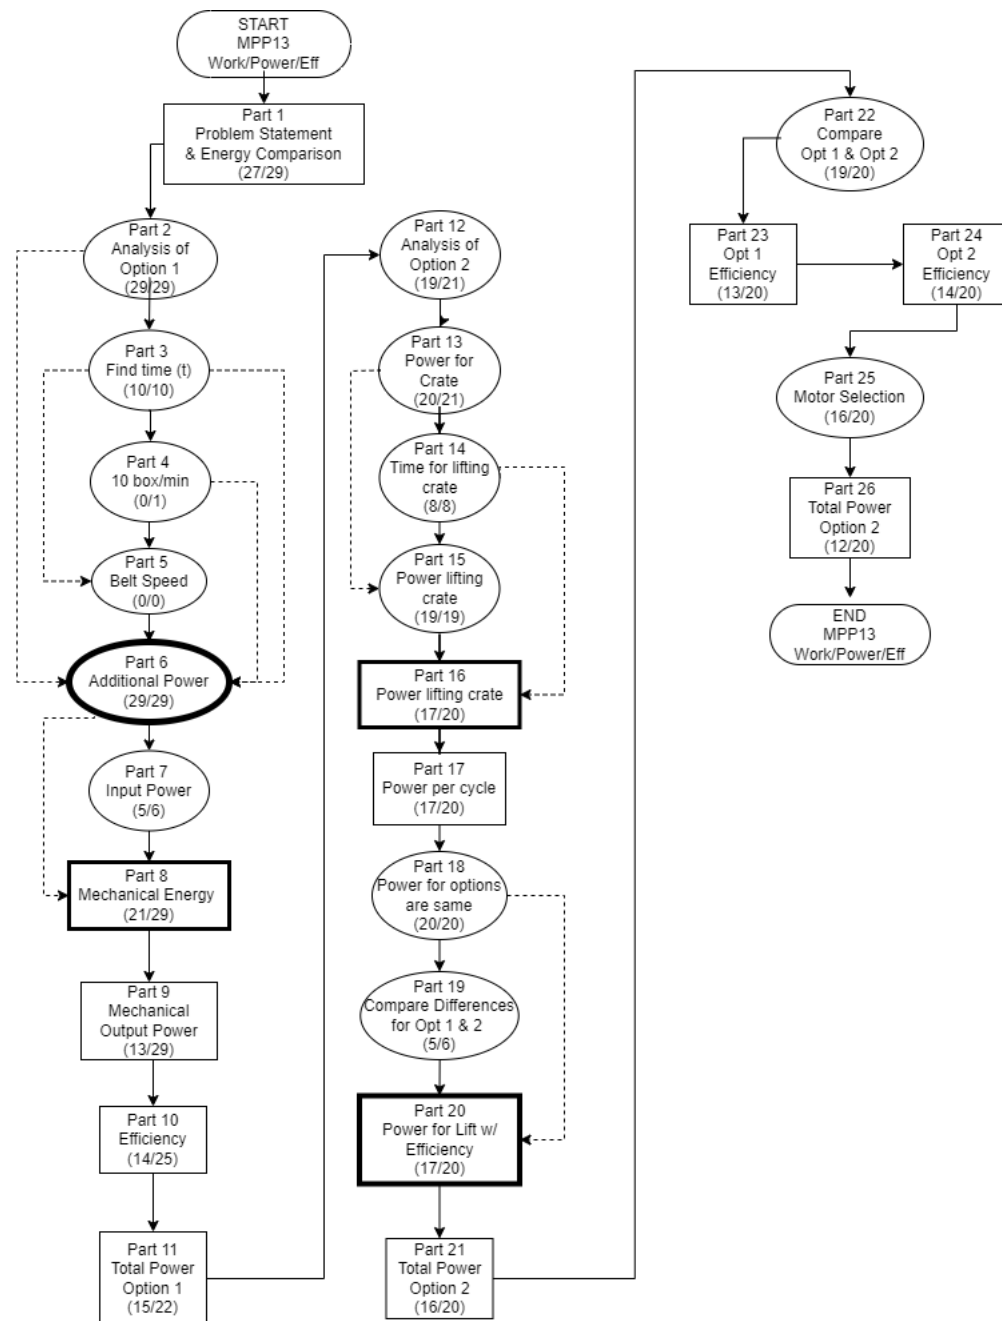 START
MPP13
Work/Power/Eff
Part 1
Problem Statement
& Energy Comparison
(27/29)
Part 2
Analysis of
Option 1
(29/29)
Part 3
Find time (t)
(10/10)
Part 4
10 box/min
(0/1)
Part 5
Belt Speed
(0/0)
Part 6
Additional Power
(29/29)
Part 7
Input Power
(5/6)
Part 8
Mechanical Energy
(21/29)
Part 9
Mechanical
Output Power
(13/29)
Part 10
Efficiency
(14/25)
Part 11
Total Power
Option 1
(15/22)
Part 12
Analysis of
Option 2
(19/21)
Part 13
Power for
Crate
(20/21)
Part 14
Time for lifting
crate
(8/8)
Part 15
Power lifting
crate
(19/19)
Part 16
Power lifting crate
(17/20)
Part 17
Power per cycle
(17/20)
Part 18
Power for options
are same
(20/20)
Part 19
Compare Differences
for Opt 1 & 2
(5/6)
Part 20
Power for Lift w/
Efficiency
(17/20)
Part 21
Total Power
Option 2
(16/20)
Part 22
Compare
Opt 1 & Opt 2
(19/20)
Part 23
Opt 1
Efficiency
(13/20)
Part 24
Opt 2
Efficiency
(14/20)
Part 25
Motor Selection
(16/20)
Part 26
Total Power
Option 2
(12/20)
END
MPP13
Work/Power/Eff